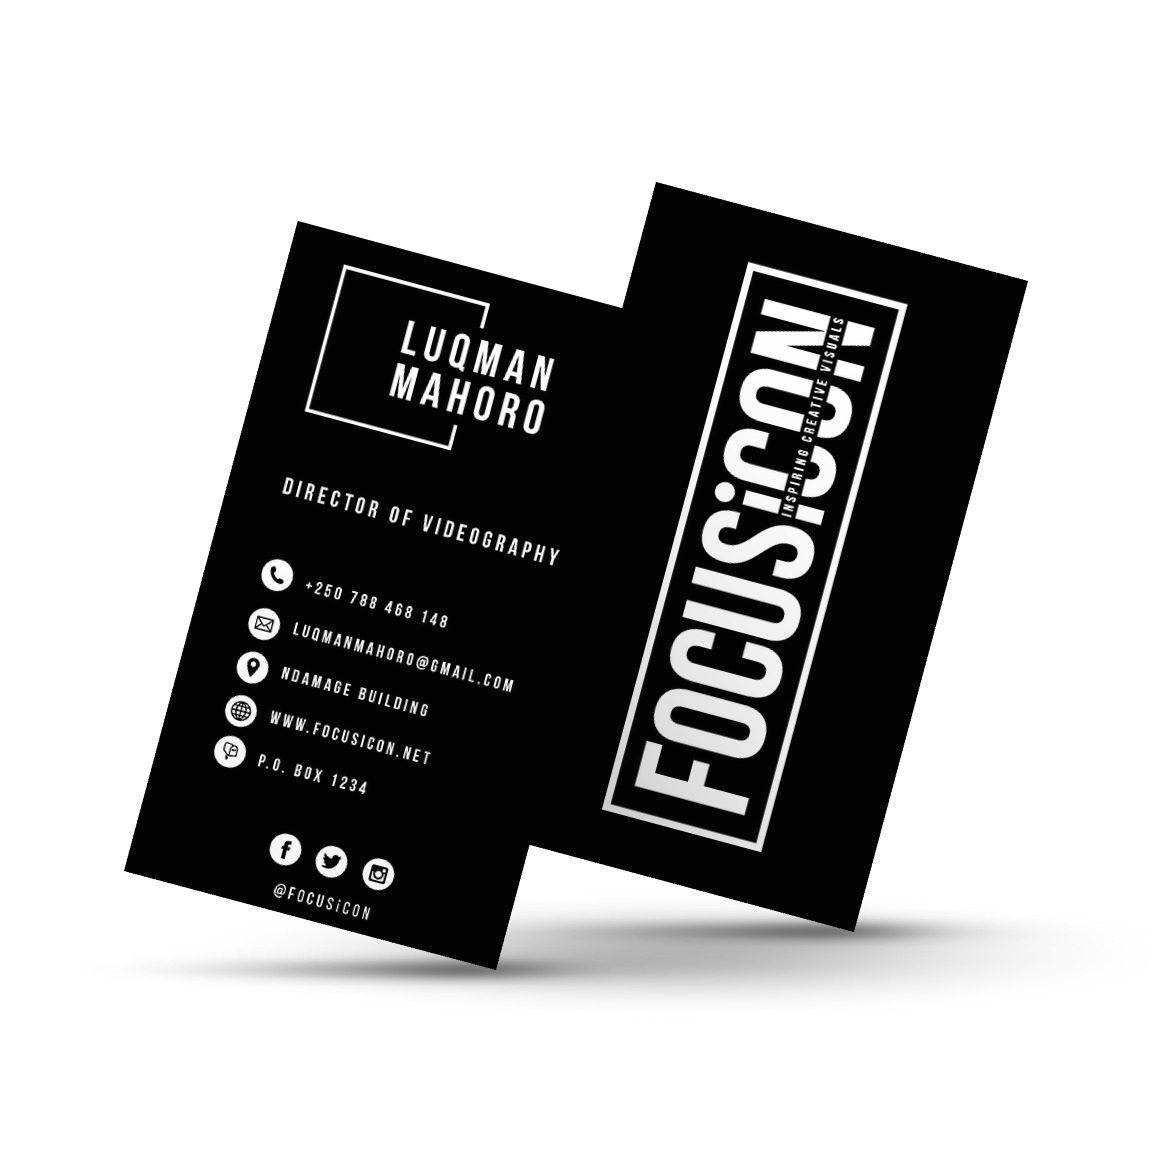 LUQMAN
MAHORO
DIRECTOR OF VIDEOGRAPHY
+250 788 468 148
LUQMANMAHORO@GMAIL.COM
NDAMAGE BUILDING
WWW.FOCUSICON.NET
P.O. BOX 1234
@FOCUSiCON
FOCUSiCON
INSPIRING CREATIVE VISUALS